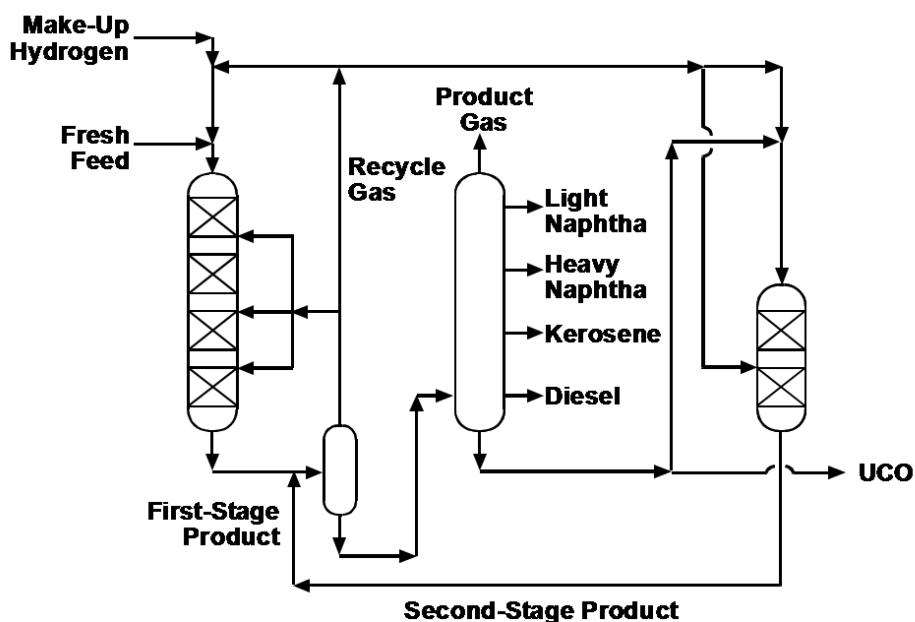 Make-Up
Hydrogen
Fresh
Feed
Recycle
Gas
Product
Gas
Light
Naphtha
Heavy
Naphtha
Kerosene
Diesel
UCO
First-Stage
Product
Second-Stage Product